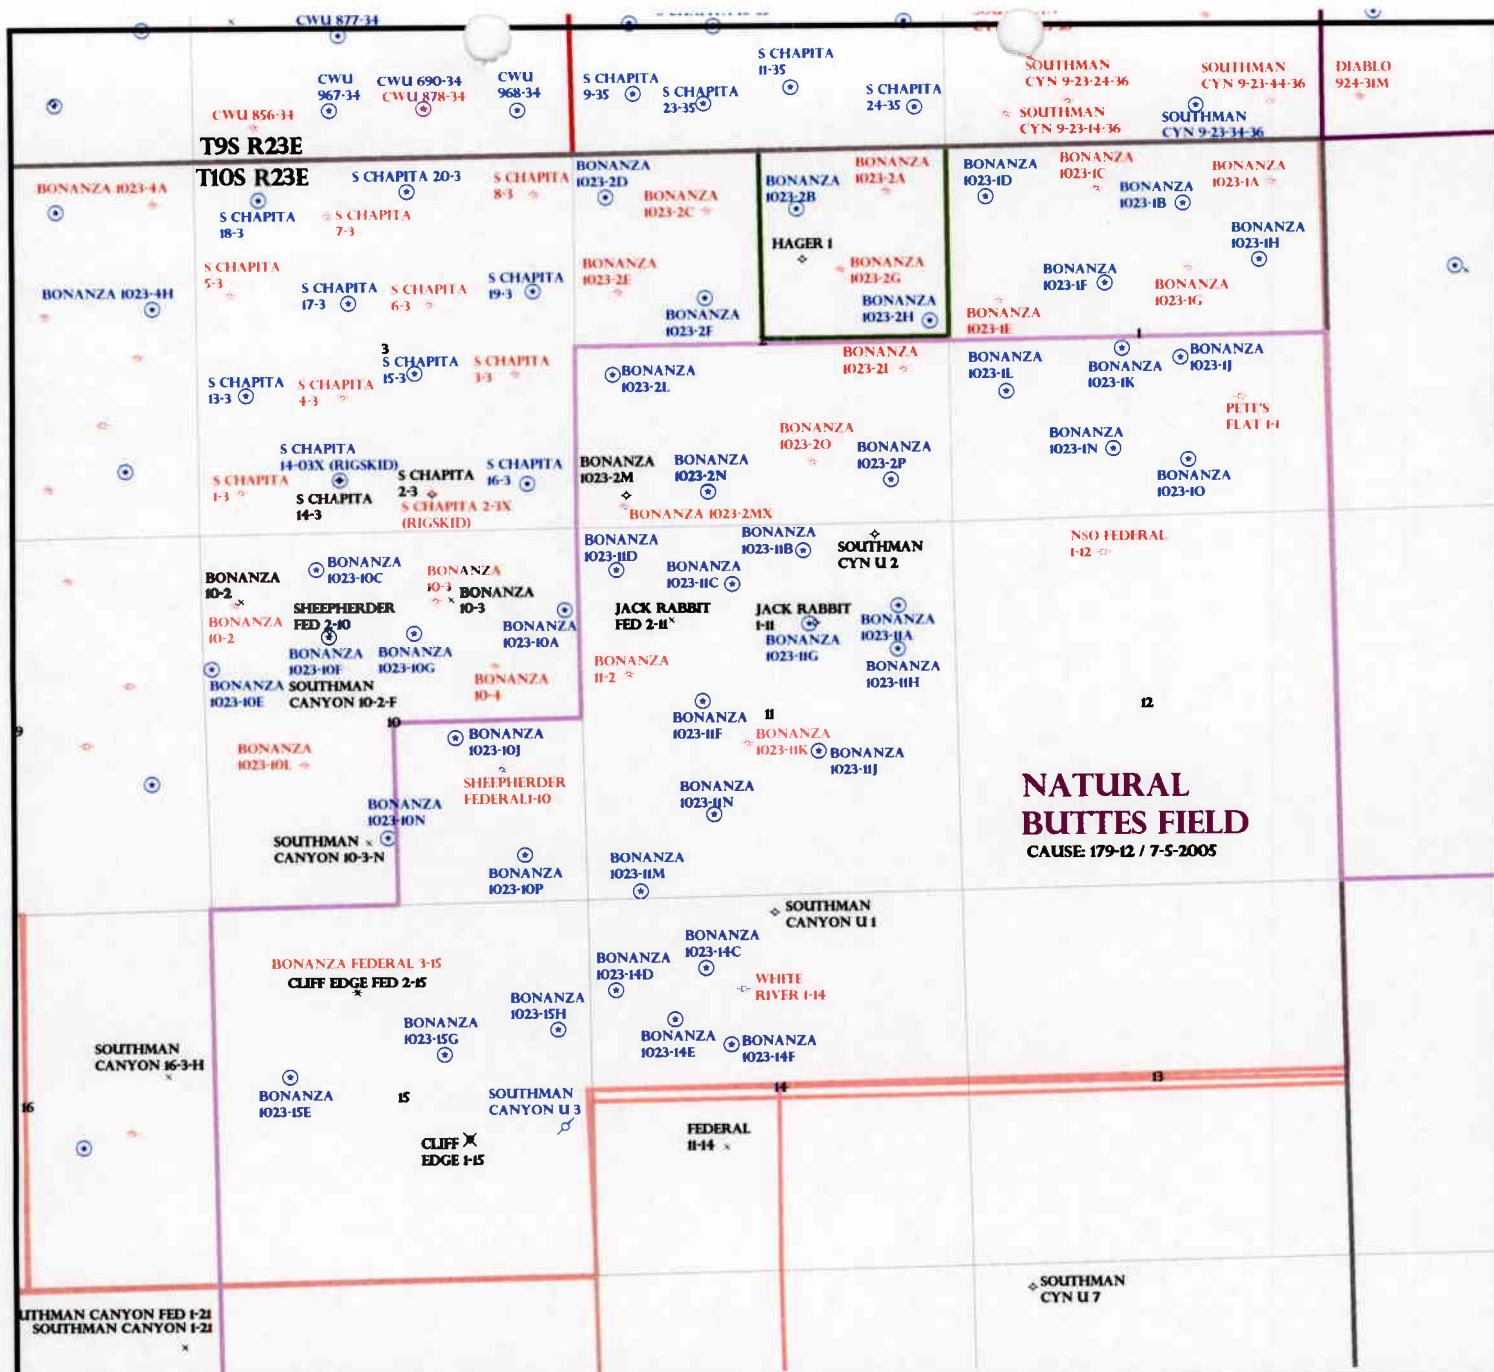 CWU 877-34
CWU
967-34
CWU 690-34
CWU 878-34
CWU
968-34
CWU 856-34
S CHAPITA
9-35
S CHAPITA
23-35
S CHAPITA
11-35
S CHAPITA
24-35
SOUTHMAN
CYN 9-23-24-36
SOUTHMAN
CYN 9-23-14-36
SOUTHMAN
CYN 9-23-44-36
SOUTHMAN
CYN 9-23-34-36
DIABLO
924-31M
T9S R23E
T10S R23E
BONANZA 1023-4A
S CHAPITA
18-3
S CHAPITA 20-3
S CHAPITA
7-3
S CHAPITA
8-3
BONANZA
1023-2D
BONANZA
1023-2C
BONANZA
1023-2B
BONANZA
1023-2A
BONANZA
1023-1D
BONANZA
1023-1C
BONANZA
1023-1B
BONANZA
1023-1A
HAGER 1
BONANZA
1023-1H
BONANZA 1023-4H
S CHAPITA
5-3
S CHAPITA
17-3
S CHAPITA
6-3
S CHAPITA
19-3
BONANZA
1023-2E
BONANZA
1023-2F
BONANZA
1023-2G
BONANZA
1023-2H
BONANZA
1023-1E
BONANZA
1023-1F
BONANZA
1023-1G
3
2
1
S CHAPITA
13-3
S CHAPITA
4-3
S CHAPITA
15-3
S CHAPITA
3-3
BONANZA
1023-2L
BONANZA
1023-2I
BONANZA
1023-1L
BONANZA
1023-1K
BONANZA
1023-1J
PETE'S
FLAT 1-1
S CHAPITA
1-3
S CHAPITA
14-03X (RIGSKID)
S CHAPITA
14-3
S CHAPITA
2-3
S CHAPITA 2-3X
(RIGSKID)
S CHAPITA
16-3
BONANZA
1023-2M
BONANZA 1023-2MX
BONANZA
1023-2N
BONANZA
1023-2O
BONANZA
1023-2P
BONANZA
1023-1N
BONANZA
1023-1O
BONANZA
10-2
BONANZA
10-2
BONANZA
1023-10C
SHEEPHERDER
FED 2-10
BONANZA
10-3
BONANZA
10-3
BONANZA
1023-10A
BONANZA
1023-10E
BONANZA
1023-10F
SOUTHMAN
CANYON 10-2-F
BONANZA
1023-10G
BONANZA
10-4
BONANZA
1023-11D
BONANZA
1023-11C
BONANZA
1023-11B
SOUTHMAN
CYN U 2
NSO FEDERAL
1-12
JACK RABBIT
FED 2-11
JACK RABBIT
1-11
BONANZA
1023-11G
BONANZA
1023-11A
BONANZA
1023-11H
BONANZA
11-2
9
10
11
12
BONANZA
1023-10L
BONANZA
1023-10J
SHEEPHERDER
FEDERAL1-10
BONANZA
1023-11F
BONANZA
1023-11K
BONANZA
1023-11J
BONANZA
1023-10N
SOUTHMAN
CANYON 10-3-N
BONANZA
1023-10P
BONANZA
1023-11N
BONANZA
1023-11M
NATURAL
BUTTES FIELD
CAUSE: 179-12 / 7-5-2005
BONANZA FEDERAL 3-15
CLIFF EDGE FED 2-15
BONANZA
1023-15H
BONANZA
1023-14D
BONANZA
1023-14C
SOUTHMAN
CANYON U 1
WHITE
RIVER 1-14
SOUTHMAN
CANYON 16-3-H
BONANZA
1023-15G
BONANZA
1023-14E
BONANZA
1023-14F
BONANZA
1023-15E
SOUTHMAN
CANYON U 3
16
15
14
13
CLIFF
EDGE 1-15
FEDERAL
11-14
SOUTHMAN
CYN U 7
UTHMAN CANYON FED 1-21
SOUTHMAN CANYON 1-21